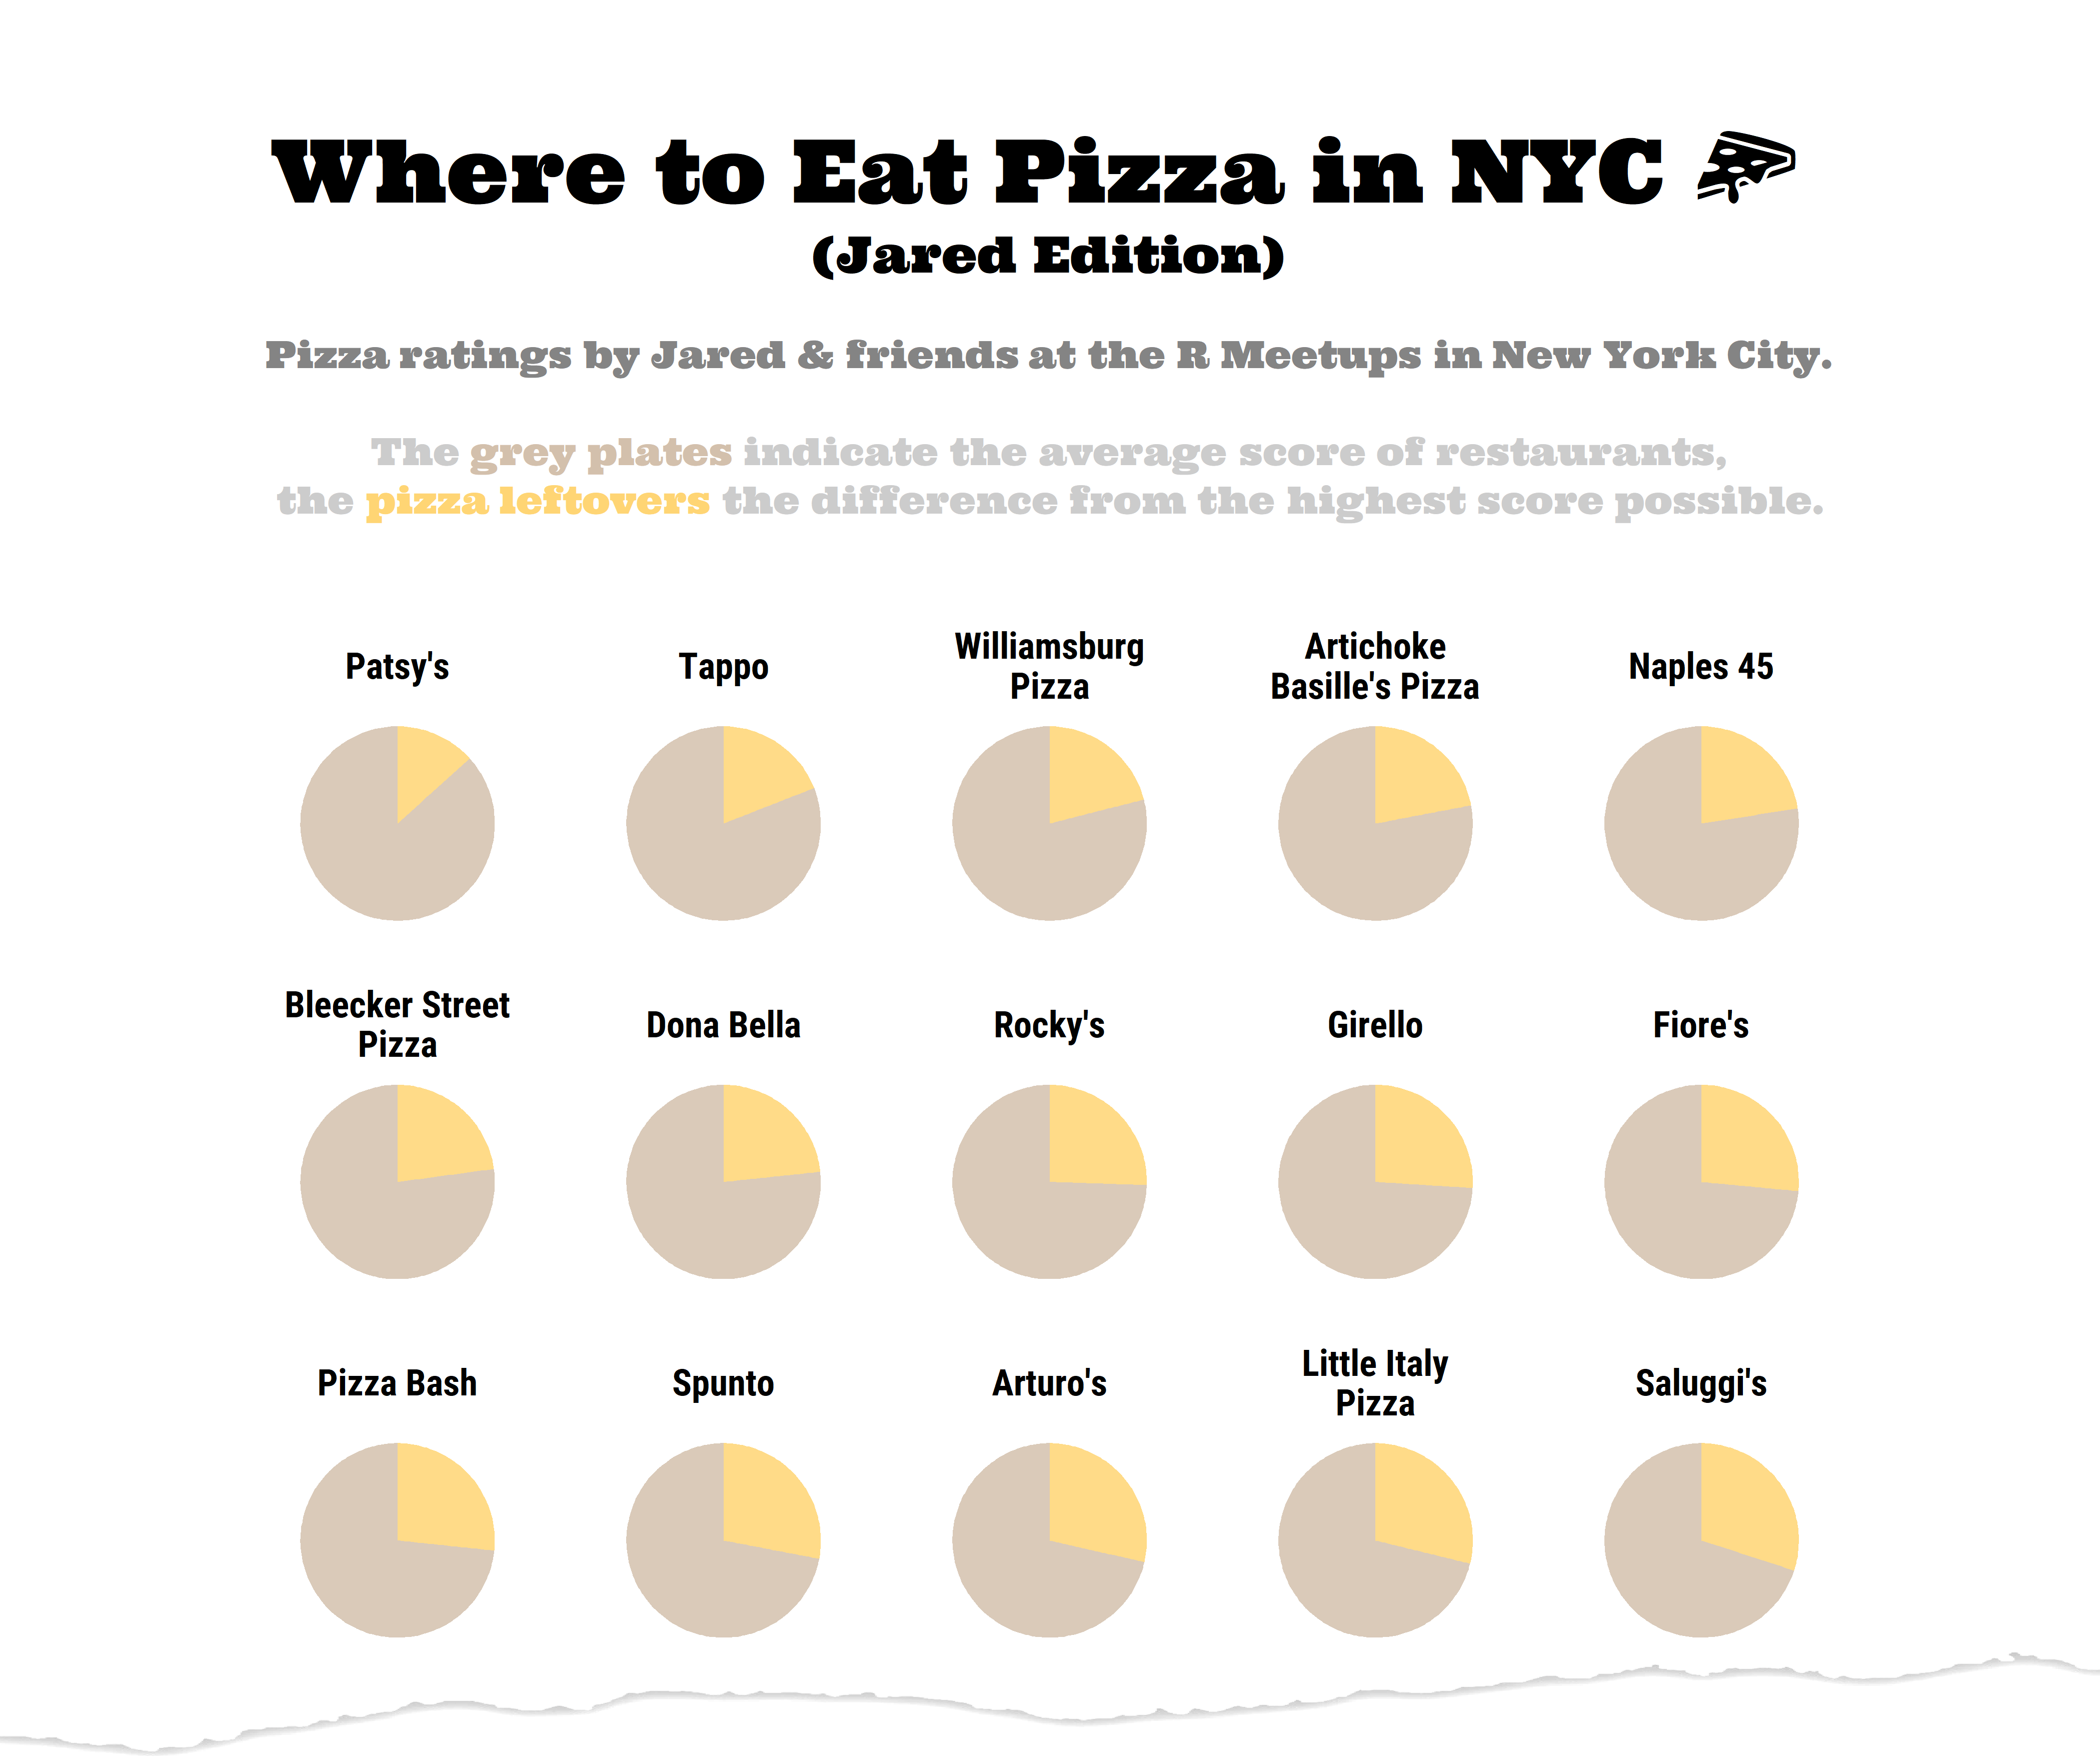 Where to Eat Pizza in NYC
(Jared Edition)
Pizza ratings by Jared & friends at the R Meetups in New York City.
The grey plates indicate the average score of restaurants,
the pizza leftovers the difference from the highest score possible.
Patsy's
Tappo
Williamsburg
Pizza
Artichoke
Basille's Pizza
Naples 45
Bleecker Street
Pizza
Dona Bella
Rocky's
Girello
Fiore's
Pizza Bash
Spunto
Arturo's
Little Italy
Pizza
Saluggi's